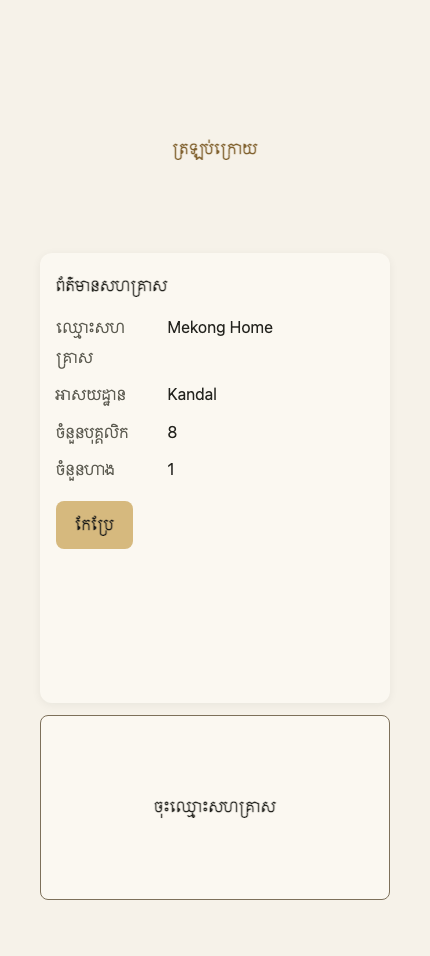 ត្រឡប់ក្រោយ
ព័ត៌មានសហគ្រាស
ឈ្មោះសហគ្រាស Mekong Home
អាសយដ្ឋាន Kandal
ចំនួនបុគ្គលិក 8
ចំនួនហាង 1
កែប្រែ
ចុះឈ្មោះសហគ្រាស